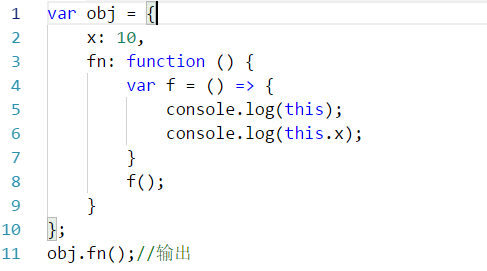 1 var obj = {
2     x: 10,
3     fn: function () {
4         var f = () => {
5             console.log(this);
6             console.log(this.x);
7         }
8         f();
9     }
10 };
11 obj.fn();//输出